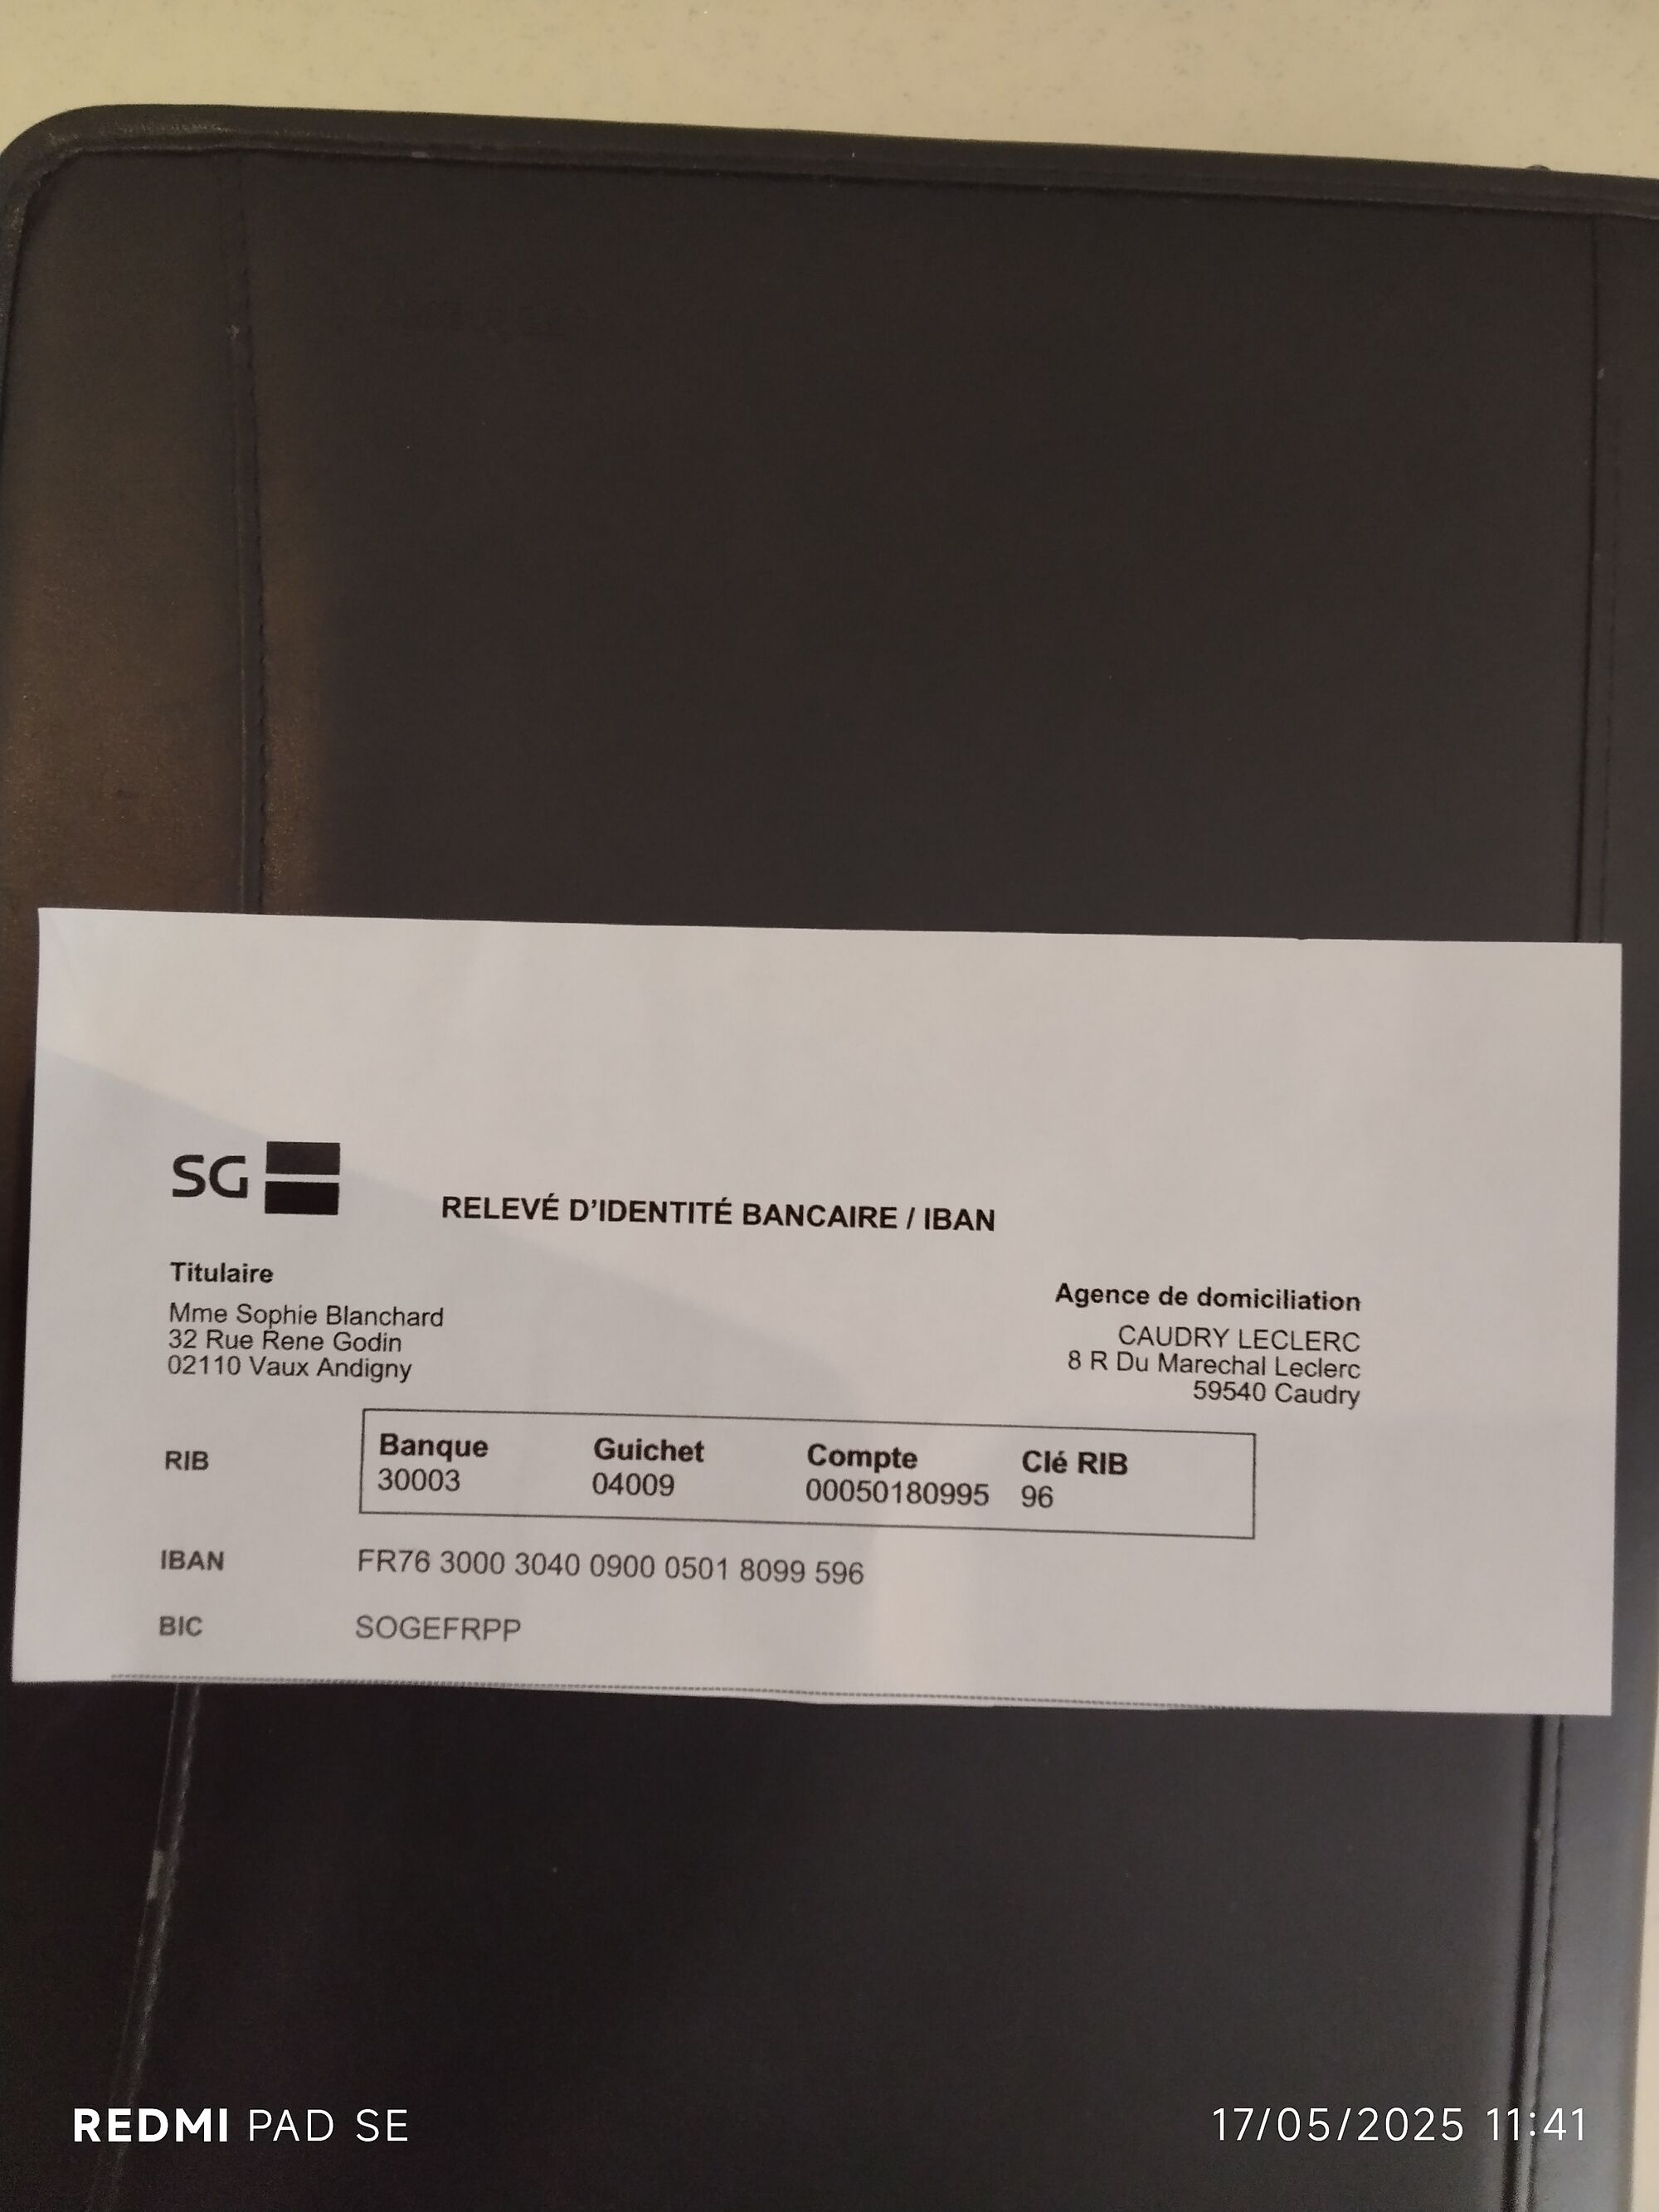 SG
RELEVÉ D'IDENTITÉ BANCAIRE / IBAN
Titulaire
Mme Sophie Blanchard
32 Rue Rene Godin
02110 Vaux Andigny
Agence de domiciliation
CAUDRY LECLERC
8 R Du Marechal Leclerc
59540 Caudry
RIB
Banque Guichet Compte Clé RIB
30003 04009 00050180995 96
IBAN FR76 3000 3040 0900 0501 8099 596
BIC SOGEFRPP
REDMI PAD SE 17/05/2025 11:41